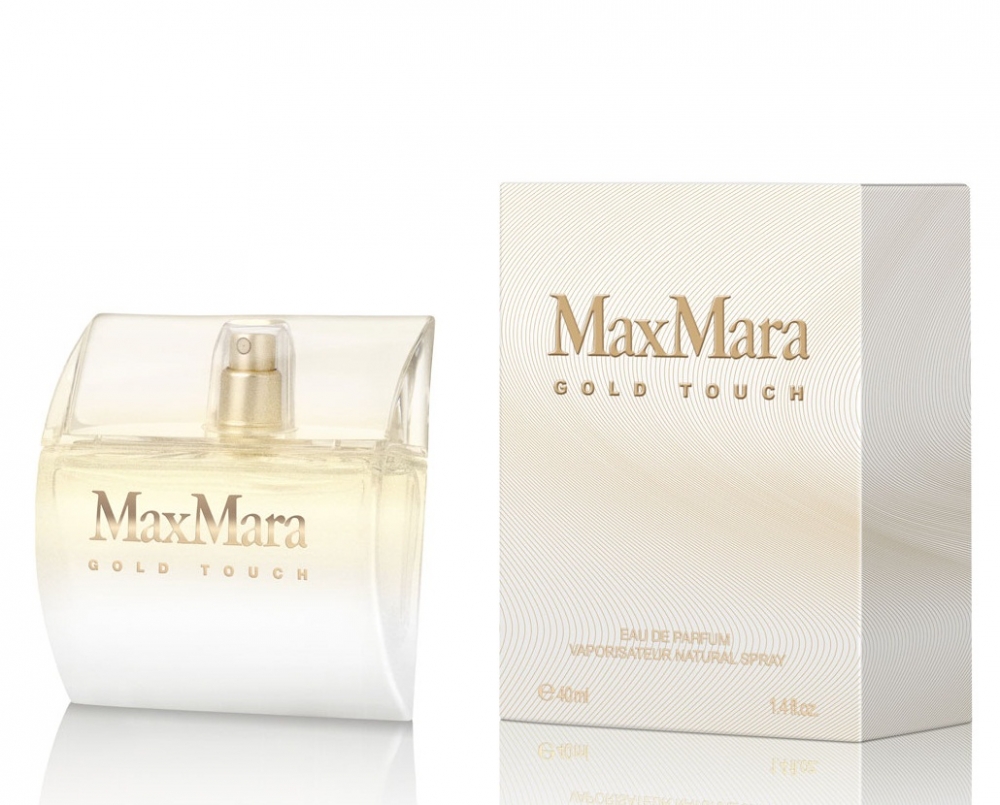 MaxMara
GOLD TOUCH
MaxMara
GOLD TOUCH
EAU DE PARFUM
VAPORISATEUR NATURAL SPRAY
℮ 40 ml
1.4 fl.oz.